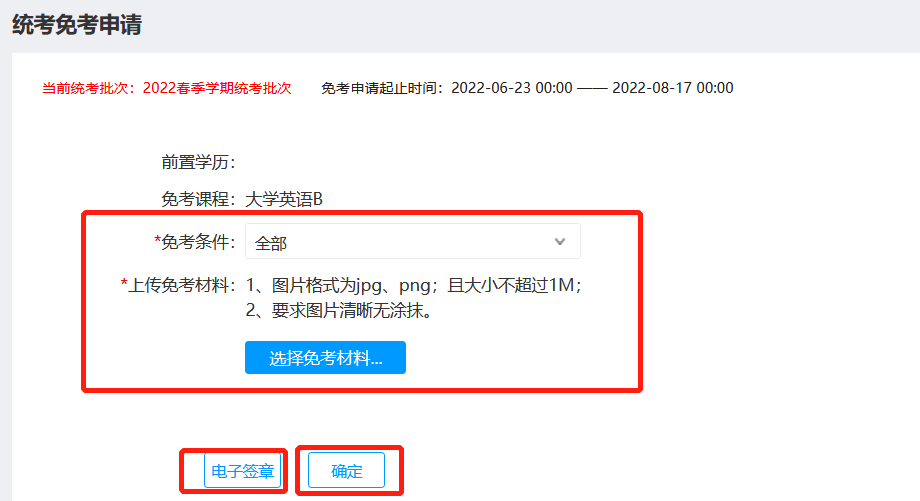 统考免考申请
当前统考批次：2022春季学期统考批次 免考申请起止时间：2022-06-23 00:00 —— 2022-08-17 00:00
前置学历：
免考课程：大学英语B
*免考条件：全部
*上传免考材料：1、图片格式为jpg、png；且大小不超过1M；
2、要求图片清晰无涂抹。
选择免考材料...
电子签章 确定